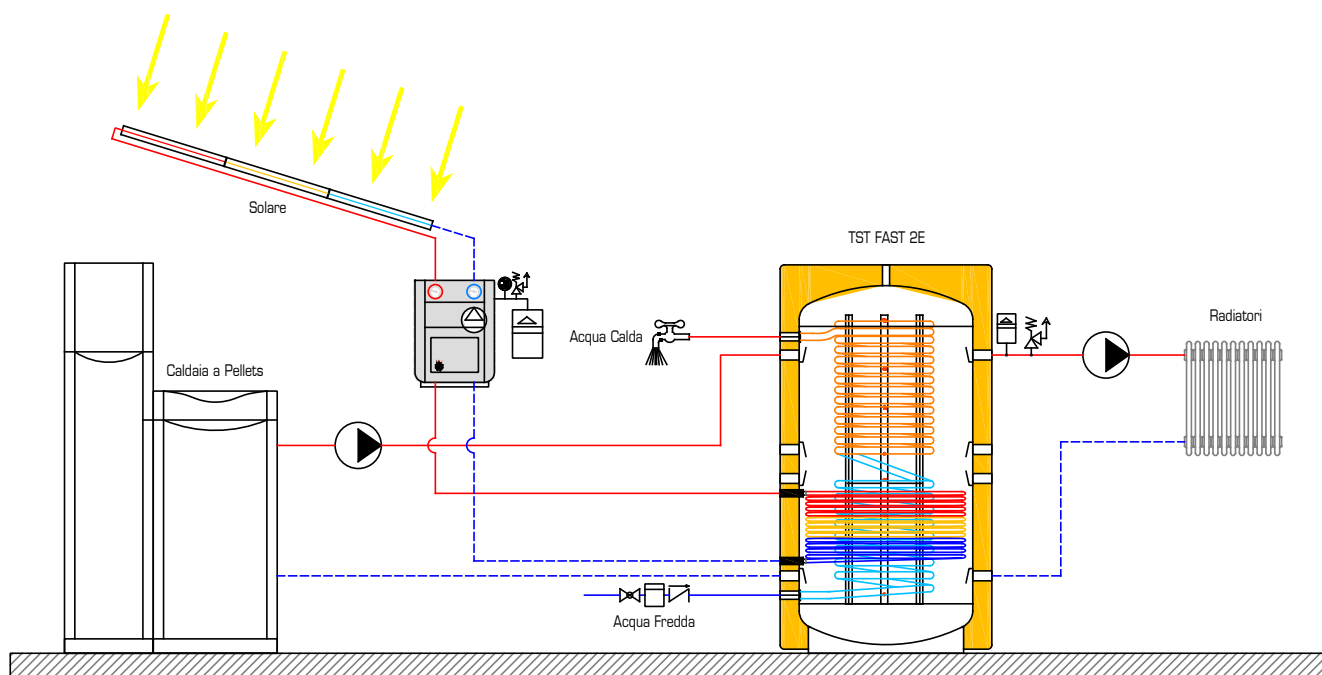 Solare
TST FAST 2E
Radiatori
Acqua Calda
Caldaia a Pellets
Acqua Fredda